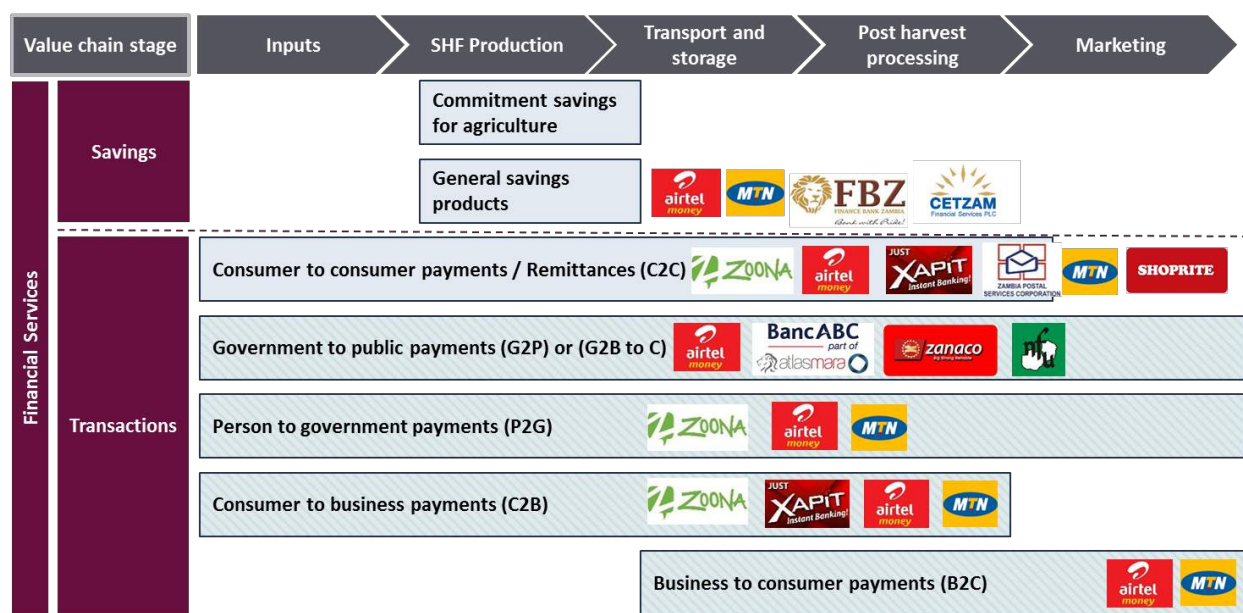 Value chain stage
Inputs
SHF Production
Transport and
storage
Post harvest
processing
Marketing
Financial Services
Savings
Commitment savings
for agriculture
General savings
products
airtel
money
MTN
FBZ
FINANCE BANK ZAMBIA
Bank with Pride!
CETZAM
Financial Services PLC
Transactions
Consumer to consumer payments / Remittances (C2C)
ZOONA
airtel
money
JUST
XAPiT
Instant Banking!
ZAMBIA POSTAL
SERVICES CORPORATION
MTN
SHOPRITE
Government to public payments (G2P) or (G2B to C)
airtel
money
BancABC
part of
atlasmara
zanaco
nfu
Person to government payments (P2G)
ZOONA
airtel
money
MTN
Consumer to business payments (C2B)
ZOONA
JUST
XAPiT
Instant Banking!
airtel
money
MTN
Business to consumer payments (B2C)
airtel
money
MTN